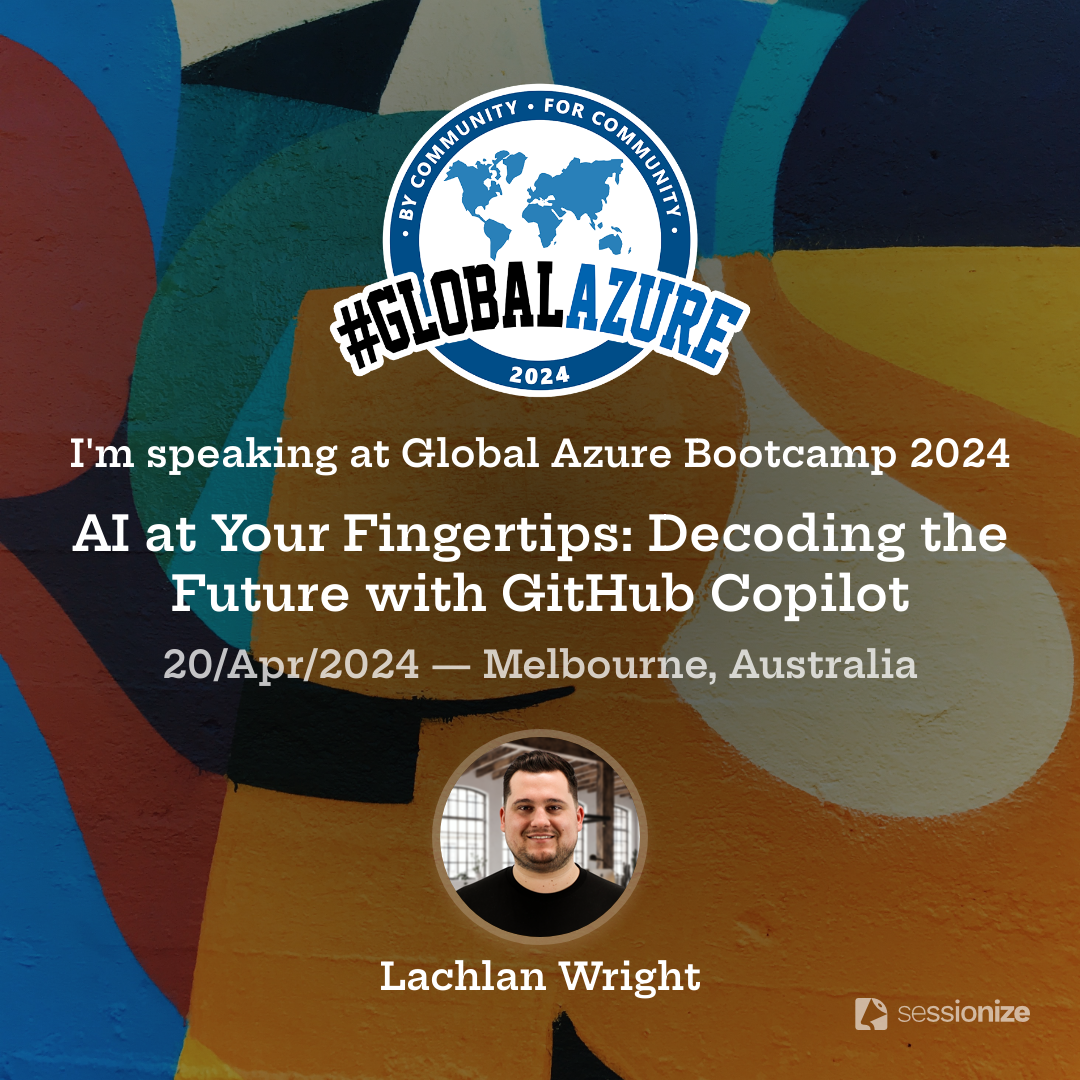 • BY COMMUNITY • FOR COMMUNITY •
#GLOBALAZURE
2024
I'm speaking at Global Azure Bootcamp 2024
AI at Your Fingertips: Decoding the
Future with GitHub Copilot
20/Apr/2024 — Melbourne, Australia
Lachlan Wright
sessionize